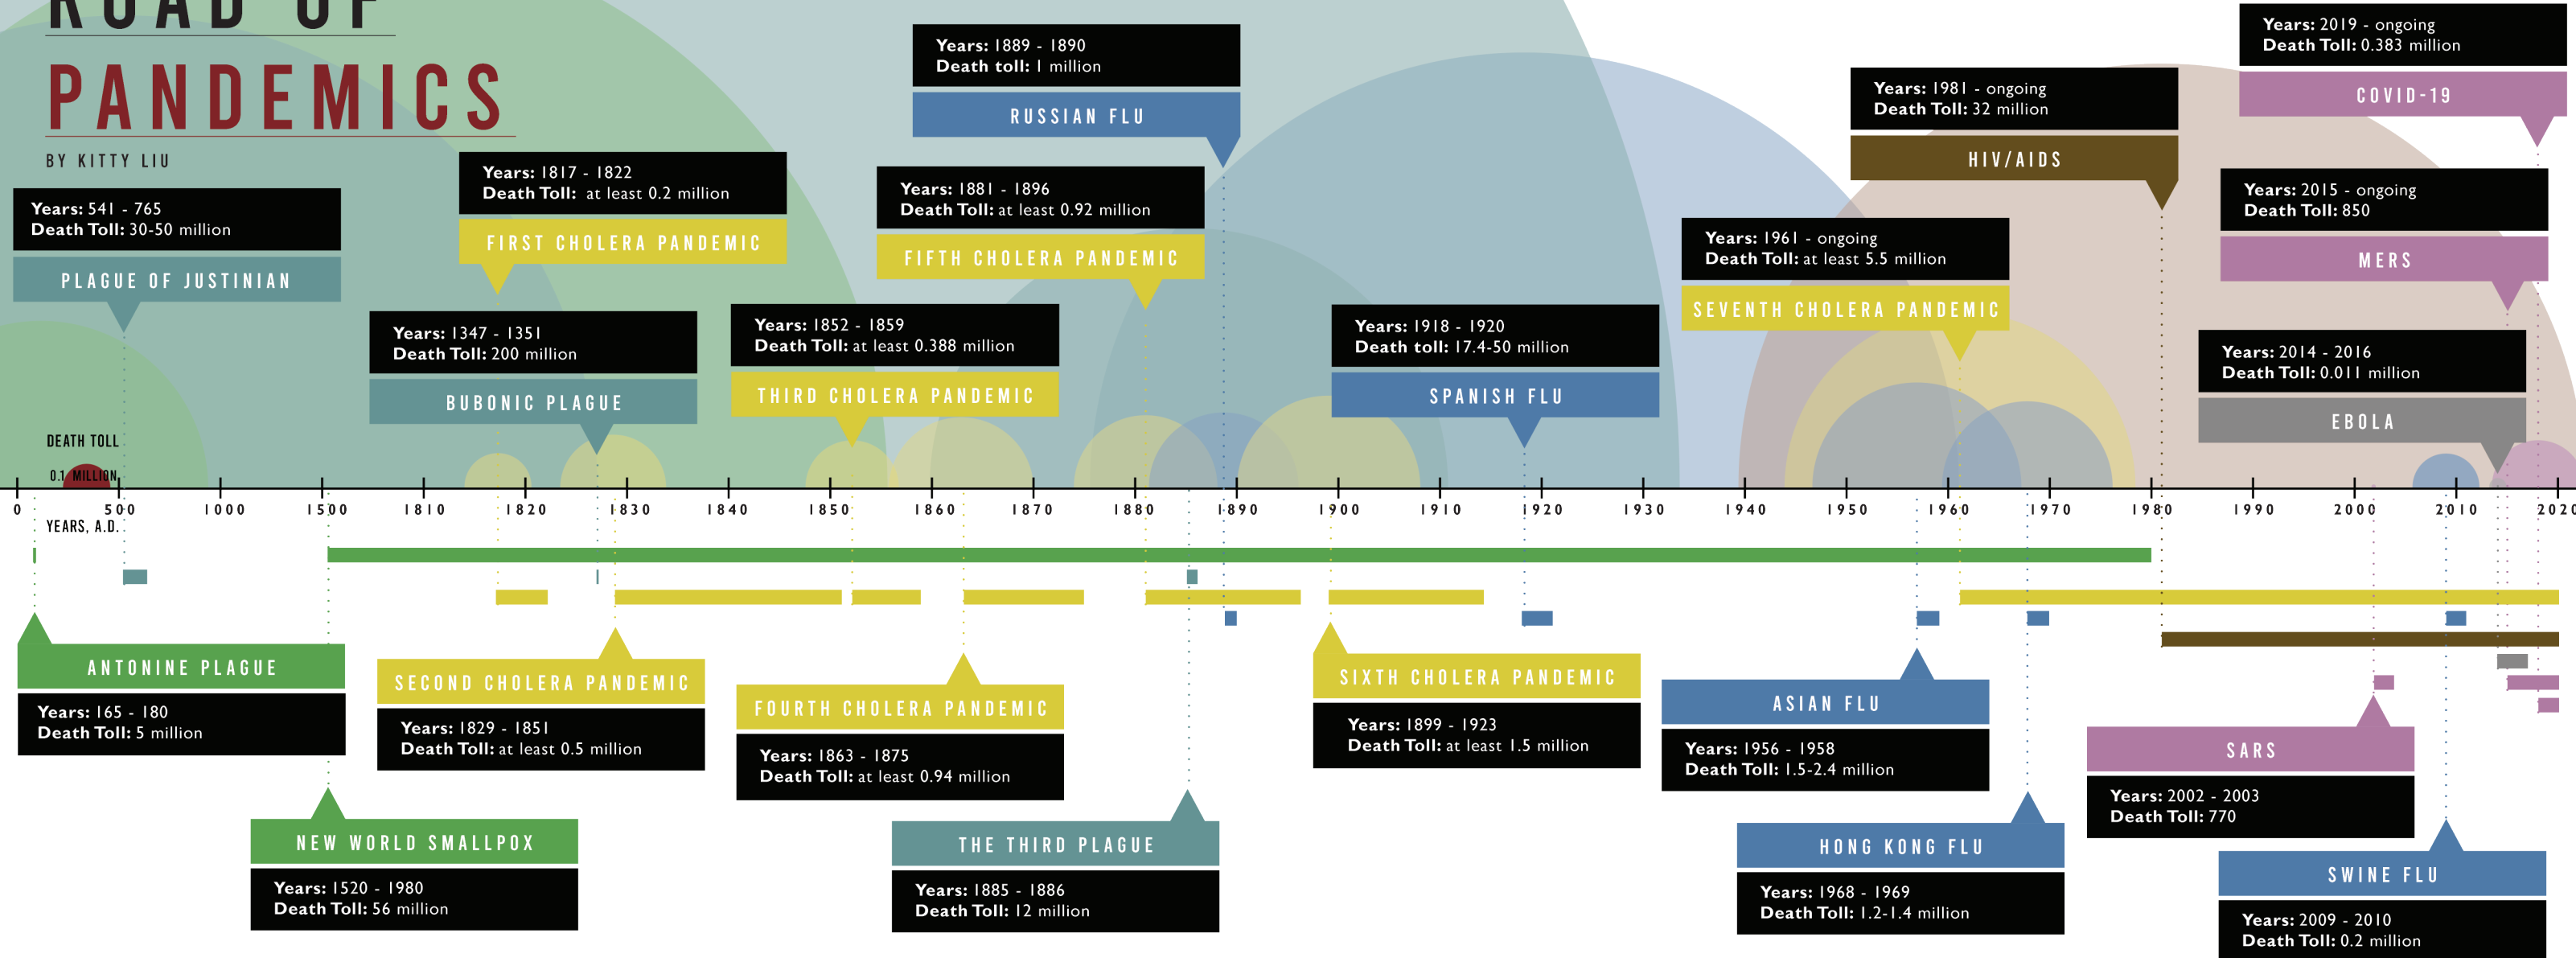 ROAD OF
PANDEMICS
BY KITTY LIU
Years: 541 - 765
Death Toll: 30-50 million
PLAGUE OF JUSTINIAN
Years: 1817 - 1822
Death Toll: at least 0.2 million
FIRST CHOLERA PANDEMIC
Years: 1347 - 1351
Death Toll: 200 million
BUBONIC PLAGUE
Years: 1852 - 1859
Death Toll: at least 0.388 million
THIRD CHOLERA PANDEMIC
Years: 1889 - 1890
Death toll: 1 million
RUSSIAN FLU
Years: 1881 - 1896
Death Toll: at least 0.92 million
FIFTH CHOLERA PANDEMIC
Years: 1918 - 1920
Death toll: 17.4-50 million
SPANISH FLU
Years: 1981 - ongoing
Death Toll: 32 million
HIV/AIDS
Years: 1961 - ongoing
Death Toll: at least 5.5 million
SEVENTH CHOLERA PANDEMIC
Years: 2019 - ongoing
Death Toll: 0.383 million
COVID-19
Years: 2015 - ongoing
Death Toll: 850
MERS
Years: 2014 - 2016
Death Toll: 0.011 million
EBOLA
DEATH TOLL
0.1 MILLION
0 500 1000 1500 1810 1820 1830 1840 1850 1860 1870 1880 1890 1900 1910 1920 1930 1940 1950 1960 1970 1980 1990 2000 2010 2020
YEARS, A.D.
ANTONINE PLAGUE
Years: 165 - 180
Death Toll: 5 million
NEW WORLD SMALLPOX
Years: 1520 - 1980
Death Toll: 56 million
SECOND CHOLERA PANDEMIC
Years: 1829 - 1851
Death Toll: at least 0.5 million
FOURTH CHOLERA PANDEMIC
Years: 1863 - 1875
Death Toll: at least 0.94 million
THE THIRD PLAGUE
Years: 1885 - 1886
Death Toll: 12 million
SIXTH CHOLERA PANDEMIC
Years: 1899 - 1923
Death Toll: at least 1.5 million
ASIAN FLU
Years: 1956 - 1958
Death Toll: 1.5-2.4 million
HONG KONG FLU
Years: 1968 - 1969
Death Toll: 1.2-1.4 million
SARS
Years: 2002 - 2003
Death Toll: 770
SWINE FLU
Years: 2009 - 2010
Death Toll: 0.2 million